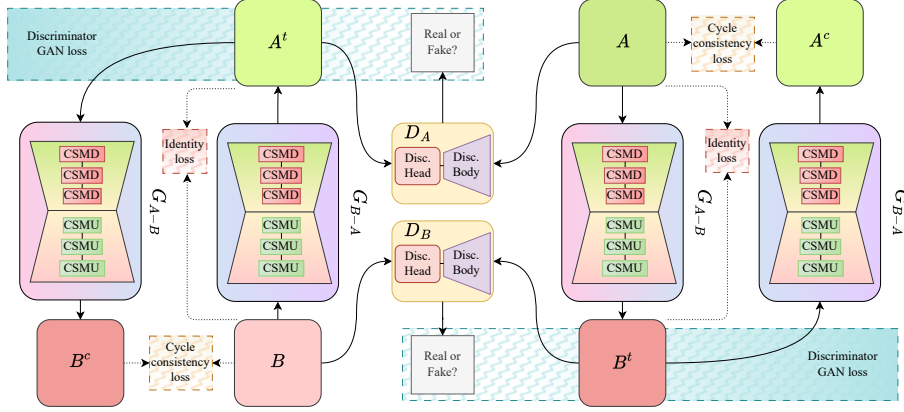 Discriminator
GAN loss
A^t
Real or
Fake?
A
Cycle
consistency
loss
A^c
CSMD
CSMD
CSMD
CSMU
CSMU
CSMU
G_{A-B}
Identity
loss
CSMD
CSMD
CSMD
CSMU
CSMU
CSMU
G_{B-A}
D_A
Disc.
Head
Disc.
Body
D_B
Disc.
Head
Disc.
Body
CSMD
CSMD
CSMD
CSMU
CSMU
CSMU
G_{A-B}
Identity
loss
CSMD
CSMD
CSMD
CSMU
CSMU
CSMU
G_{B-A}
B^c
Cycle
consistency
loss
B
Real or
Fake?
B^t
Discriminator
GAN loss